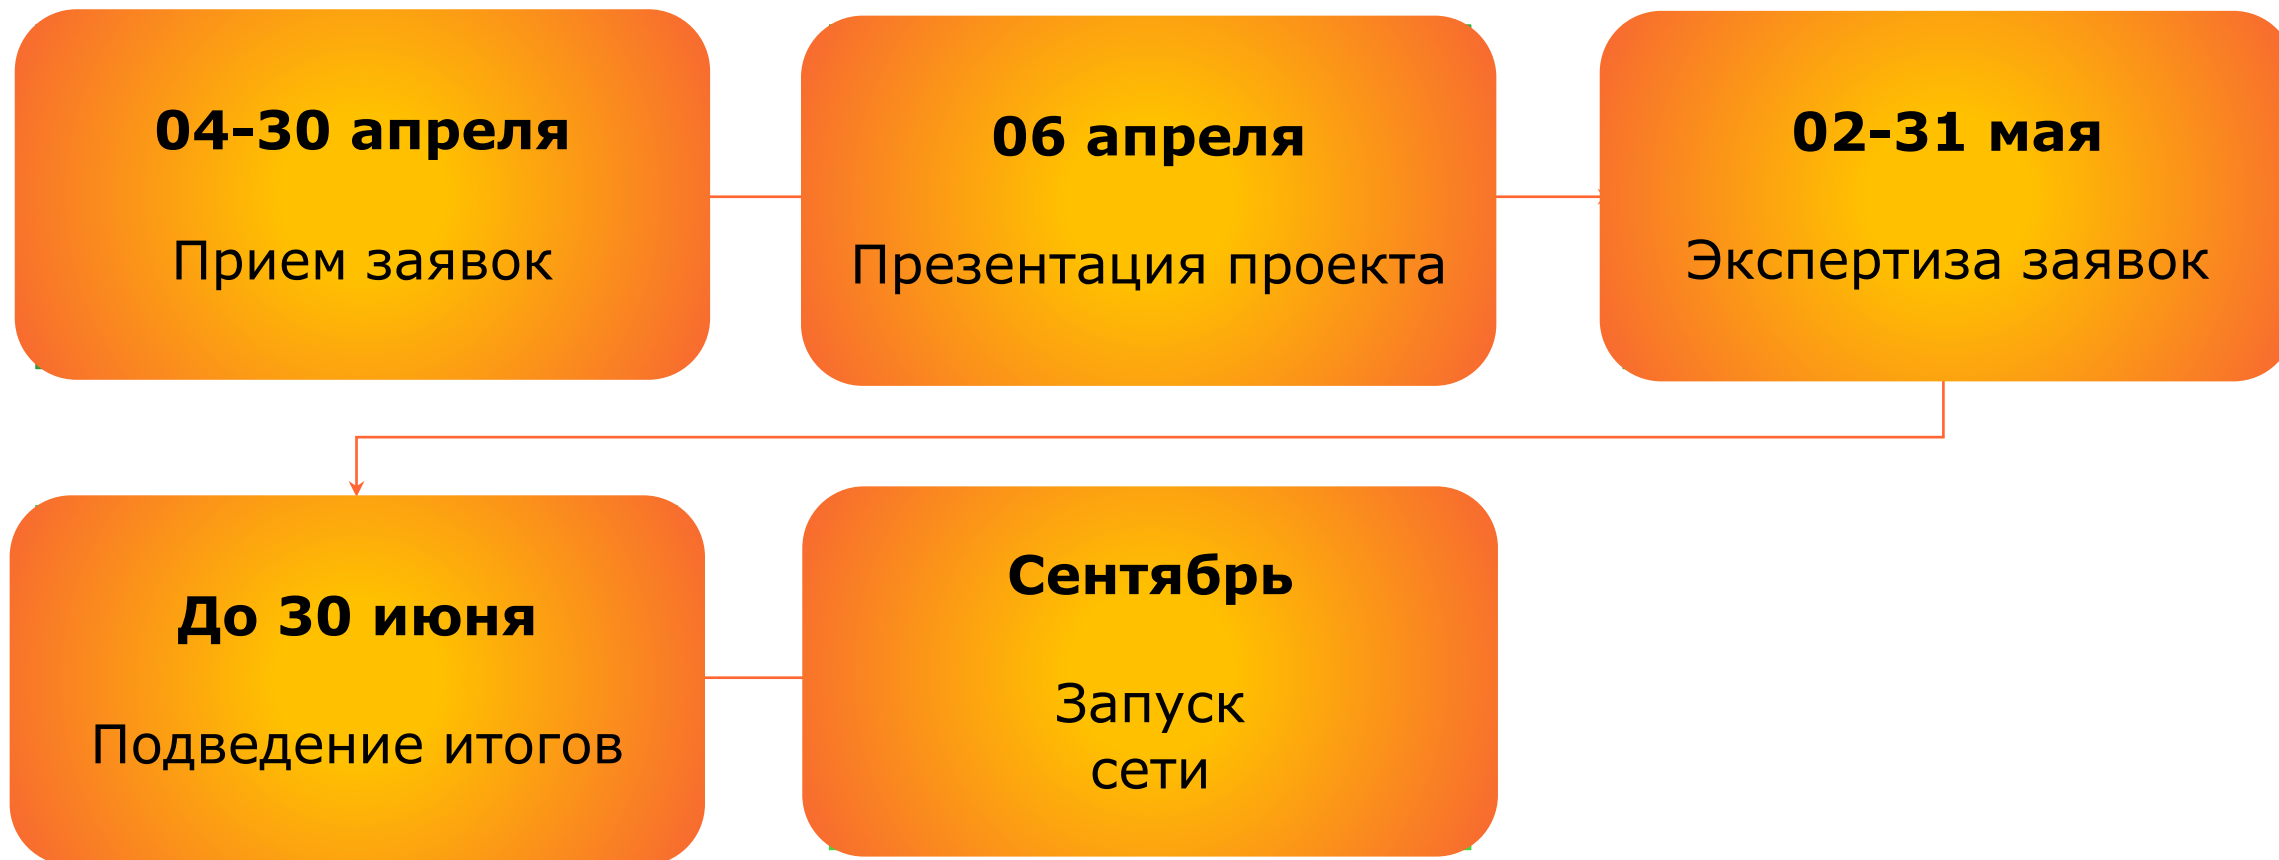 04-30 апреля
Прием заявок
06 апреля
Презентация проекта
02-31 мая
Экспертиза заявок
До 30 июня
Подведение итогов
Сентябрь
Запуск
сети